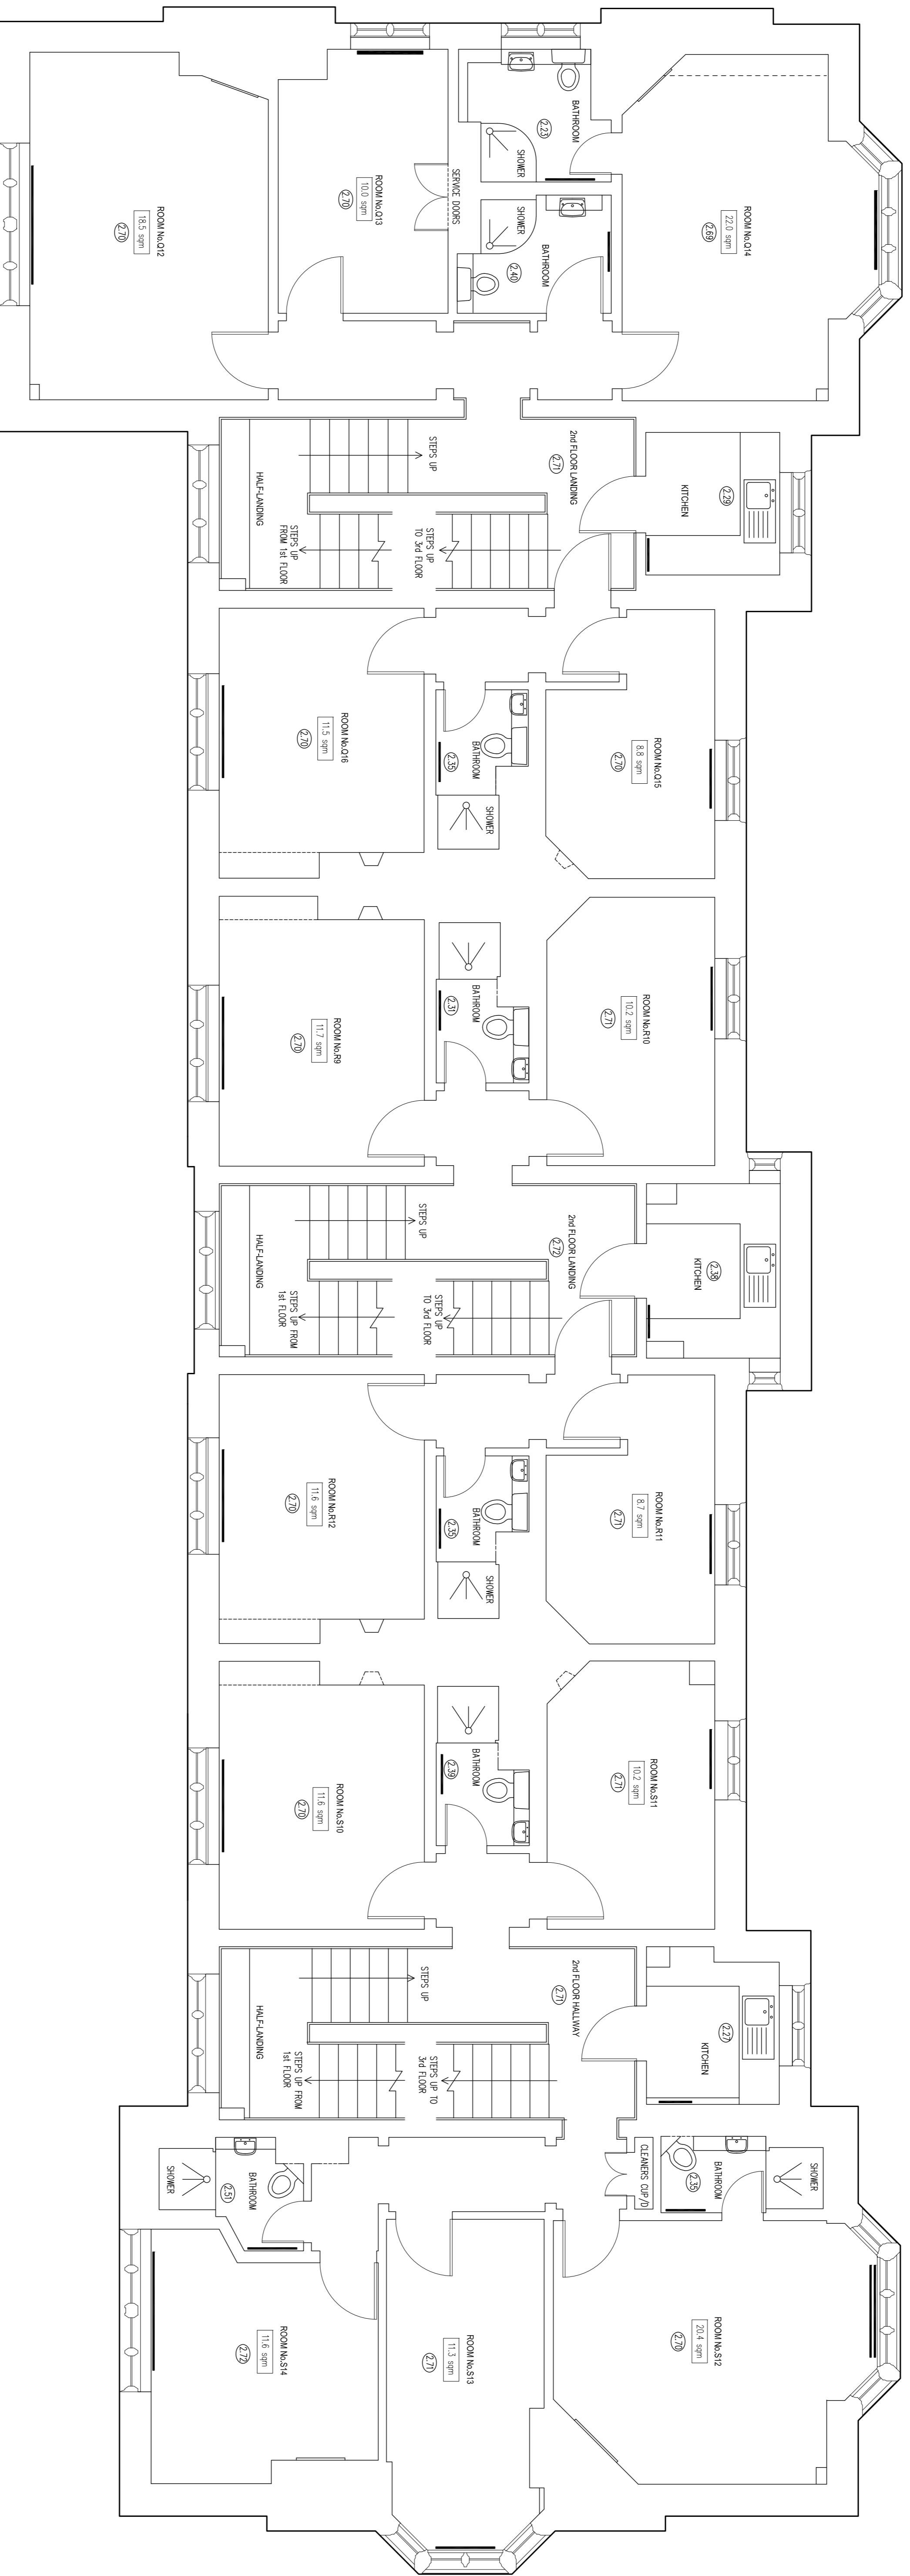 ROOM No.Q12
18.5 sqm
2.70
ROOM No.Q13
10.0 sqm
2.70
SERVICE DOORS
BATHROOM
2.23
SHOWER
SHOWER
BATHROOM
2.40
ROOM No.Q14
22.0 sqm
2.69
STEPS UP
HALF-LANDING
STEPS UP
FROM 1st FLOOR
STEPS UP
TO 3rd FLOOR
2nd FLOOR LANDING
2.71
KITCHEN
2.29
ROOM No.Q16
11.5 sqm
2.70
BATHROOM
2.35
SHOWER
ROOM No.Q15
8.8 sqm
2.70
ROOM No.R9
11.7 sqm
2.70
BATHROOM
2.31
ROOM No.R10
10.2 sqm
2.71
STEPS UP
HALF-LANDING
STEPS UP FROM
1st FLOOR
STEPS UP
TO 3rd FLOOR
2nd FLOOR LANDING
2.72
KITCHEN
2.38
ROOM No.R12
11.6 sqm
2.70
BATHROOM
2.35
SHOWER
ROOM No.R11
8.7 sqm
2.71
ROOM No.S10
11.6 sqm
2.70
BATHROOM
2.39
ROOM No.S11
10.2 sqm
2.71
STEPS UP
HALF-LANDING
STEPS UP FROM
1st FLOOR
STEPS UP TO
3rd FLOOR
2nd FLOOR HALLWAY
2.71
KITCHEN
2.27
CLEANERS CUP/D
BATHROOM
2.35
SHOWER
SHOWER
BATHROOM
2.51
ROOM No.S14
11.6 sqm
2.72
ROOM No.S13
11.3 sqm
2.71
ROOM No.S12
20.4 sqm
2.70